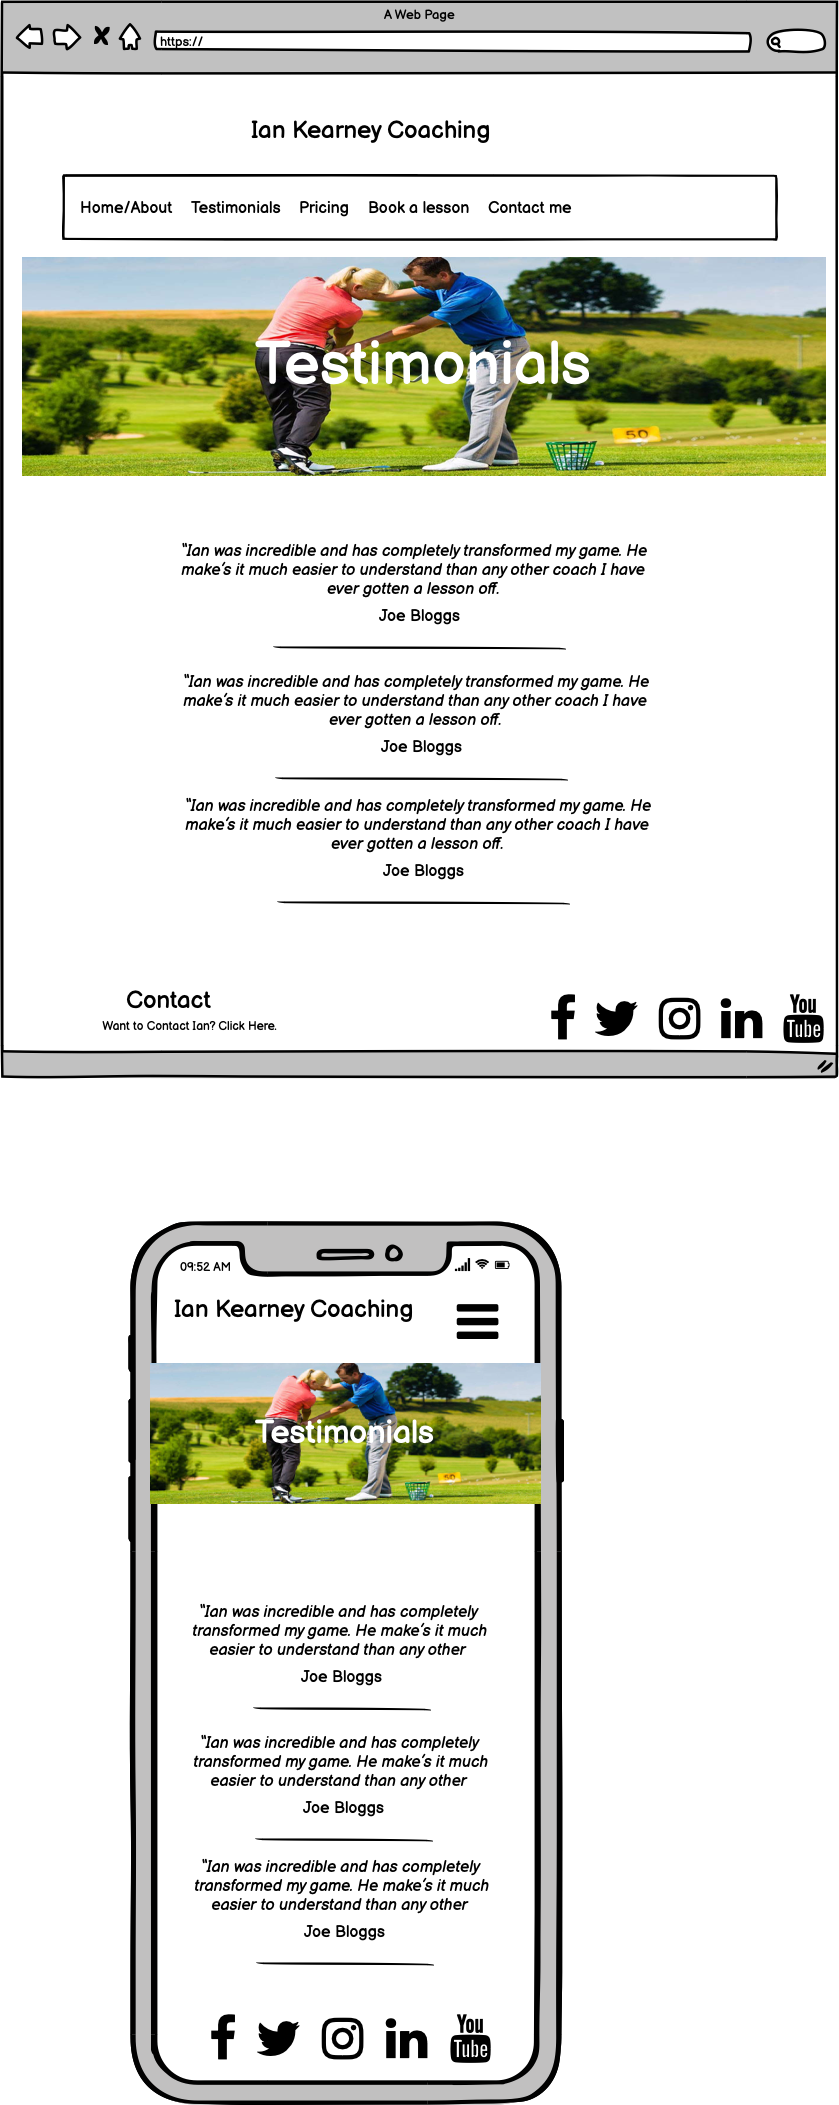 A Web Page
https://
Ian Kearney Coaching
Home/About Testimonials Pricing Book a lesson Contact me
Testimonials
50
"Ian was incredible and has completely transformed my game. He
make's it much easier to understand than any other coach I have
ever gotten a lesson off.
Joe Bloggs
"Ian was incredible and has completely transformed my game. He
make's it much easier to understand than any other coach I have
ever gotten a lesson off.
Joe Bloggs
"Ian was incredible and has completely transformed my game. He
make's it much easier to understand than any other coach I have
ever gotten a lesson off.
Joe Bloggs
Contact
Want to Contact Ian? Click Here.
You
Tube
09:52 AM
Ian Kearney Coaching
Testimonials
50
"Ian was incredible and has completely
transformed my game. He make's it much
easier to understand than any other
Joe Bloggs
"Ian was incredible and has completely
transformed my game. He make's it much
easier to understand than any other
Joe Bloggs
"Ian was incredible and has completely
transformed my game. He make's it much
easier to understand than any other
Joe Bloggs
You
Tube